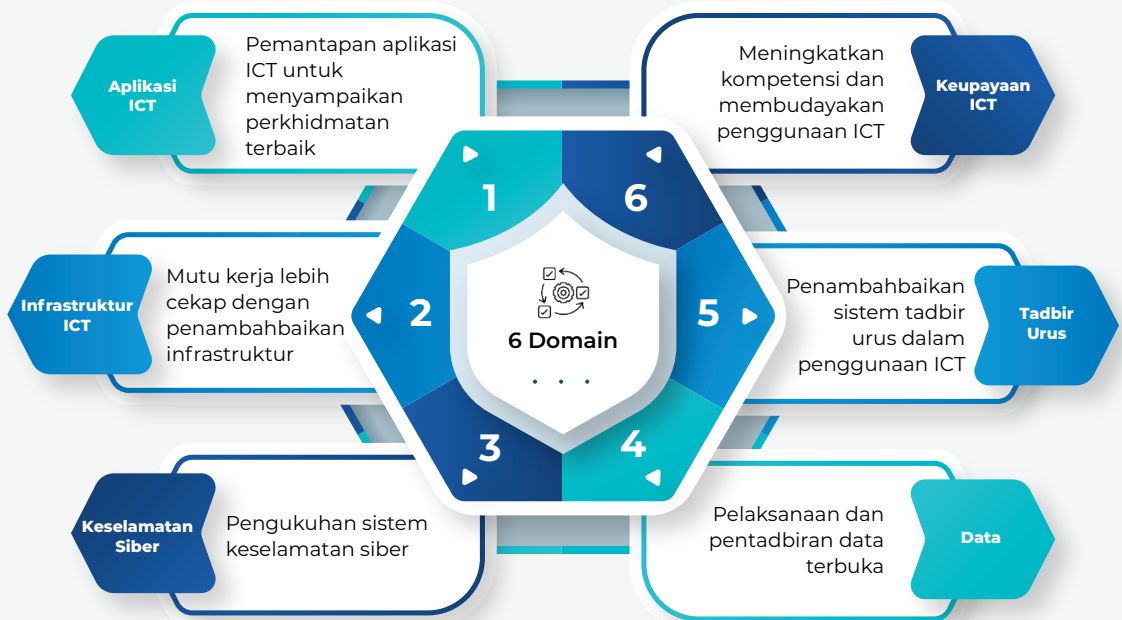 Aplikasi
ICT
Pemantapan aplikasi
ICT untuk
menyampaikan
perkhidmatan
terbaik
1
Infrastruktur
ICT
Mutu kerja lebih
cekap dengan
penambahbaikan
infrastruktur
2
Keselamatan
Siber
Pengukuhan sistem
keselamatan siber
3
6 Domain
4
Pelaksanaan dan
pentadbiran data
terbuka
Data
5
Penambahbaikan
sistem tadbir
urus dalam
penggunaan ICT
Tadbir
Urus
6
Meningkatkan
kompetensi dan
membudayakan
penggunaan ICT
Keupayaan
ICT